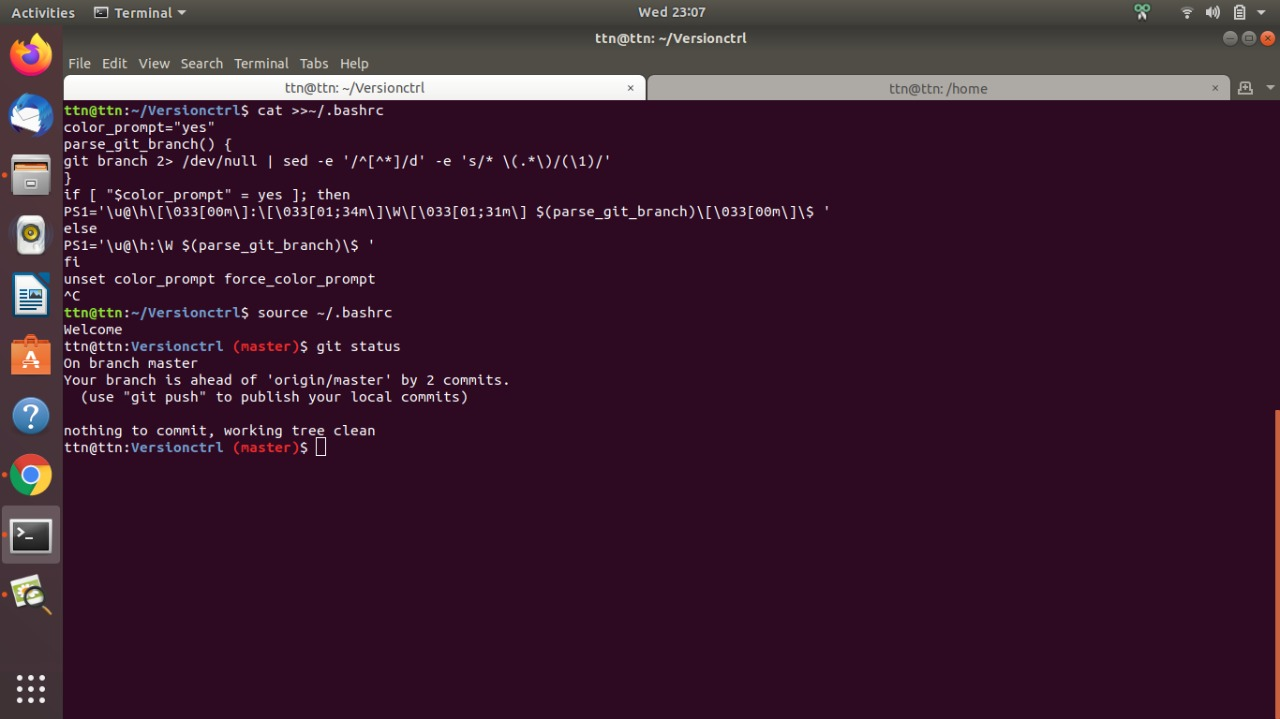 Activities Terminal Wed 23:07
ttn@ttn: ~/Versionctrl
File Edit View Search Terminal Tabs Help
ttn@ttn: ~/Versionctrl × ttn@ttn: /home ×
ttn@ttn:~/Versionctrl$ cat >>~/.bashrc
color_prompt="yes"
parse_git_branch() {
git branch 2> /dev/null | sed -e '/^[^*]/d' -e 's/* \(.*\)/(\1)/'
}
if [ "$color_prompt" = yes ]; then
PS1='\u@\h\[\033[00m\]:\[\033[01;34m\]\W\[\033[01;31m\] $(parse_git_branch)\[\033[00m\]\$ '
else
PS1='\u@\h:\W $(parse_git_branch)\$ '
fi
unset color_prompt force_color_prompt
^C
ttn@ttn:~/Versionctrl$ source ~/.bashrc
Welcome
ttn@ttn:Versionctrl (master)$ git status
On branch master
Your branch is ahead of 'origin/master' by 2 commits.
  (use "git push" to publish your local commits)
nothing to commit, working tree clean
ttn@ttn:Versionctrl (master)$